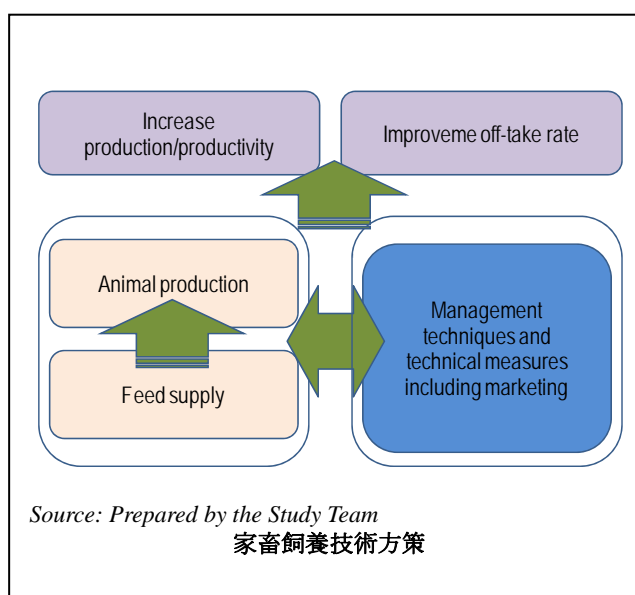 Increase
production/productivity
Improveme off-take rate
Animal production
Feed supply
Management
techniques and
technical measures
including marketing
Source: Prepared by the Study Team
家畜飼養技術方策